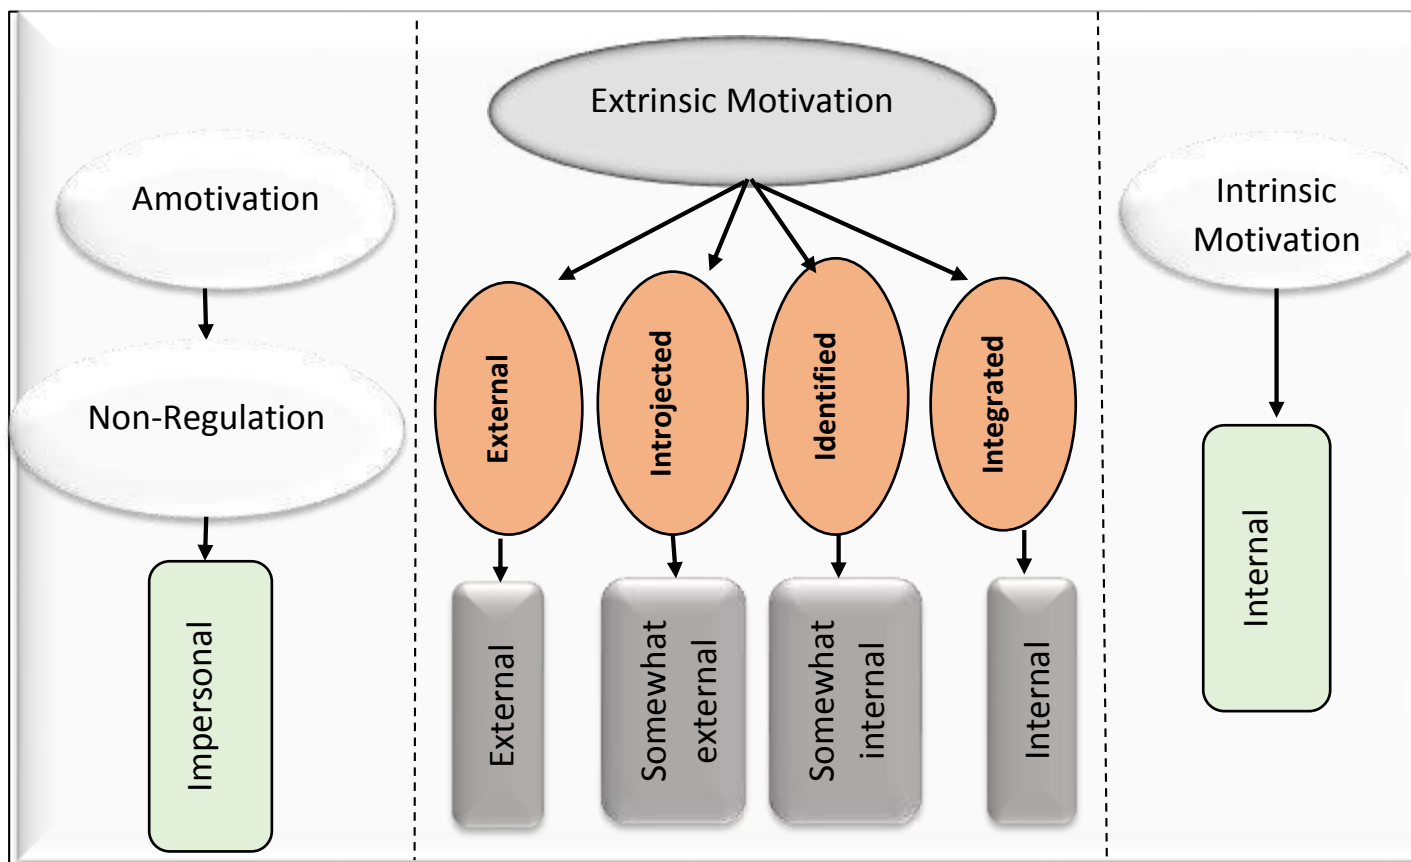 Extrinsic Motivation
Amotivation
Intrinsic
Motivation
Non-Regulation
External
Introjected
Identified
Integrated
Impersonal
External
Somewhat
external
Somewhat
internal
Internal
Internal